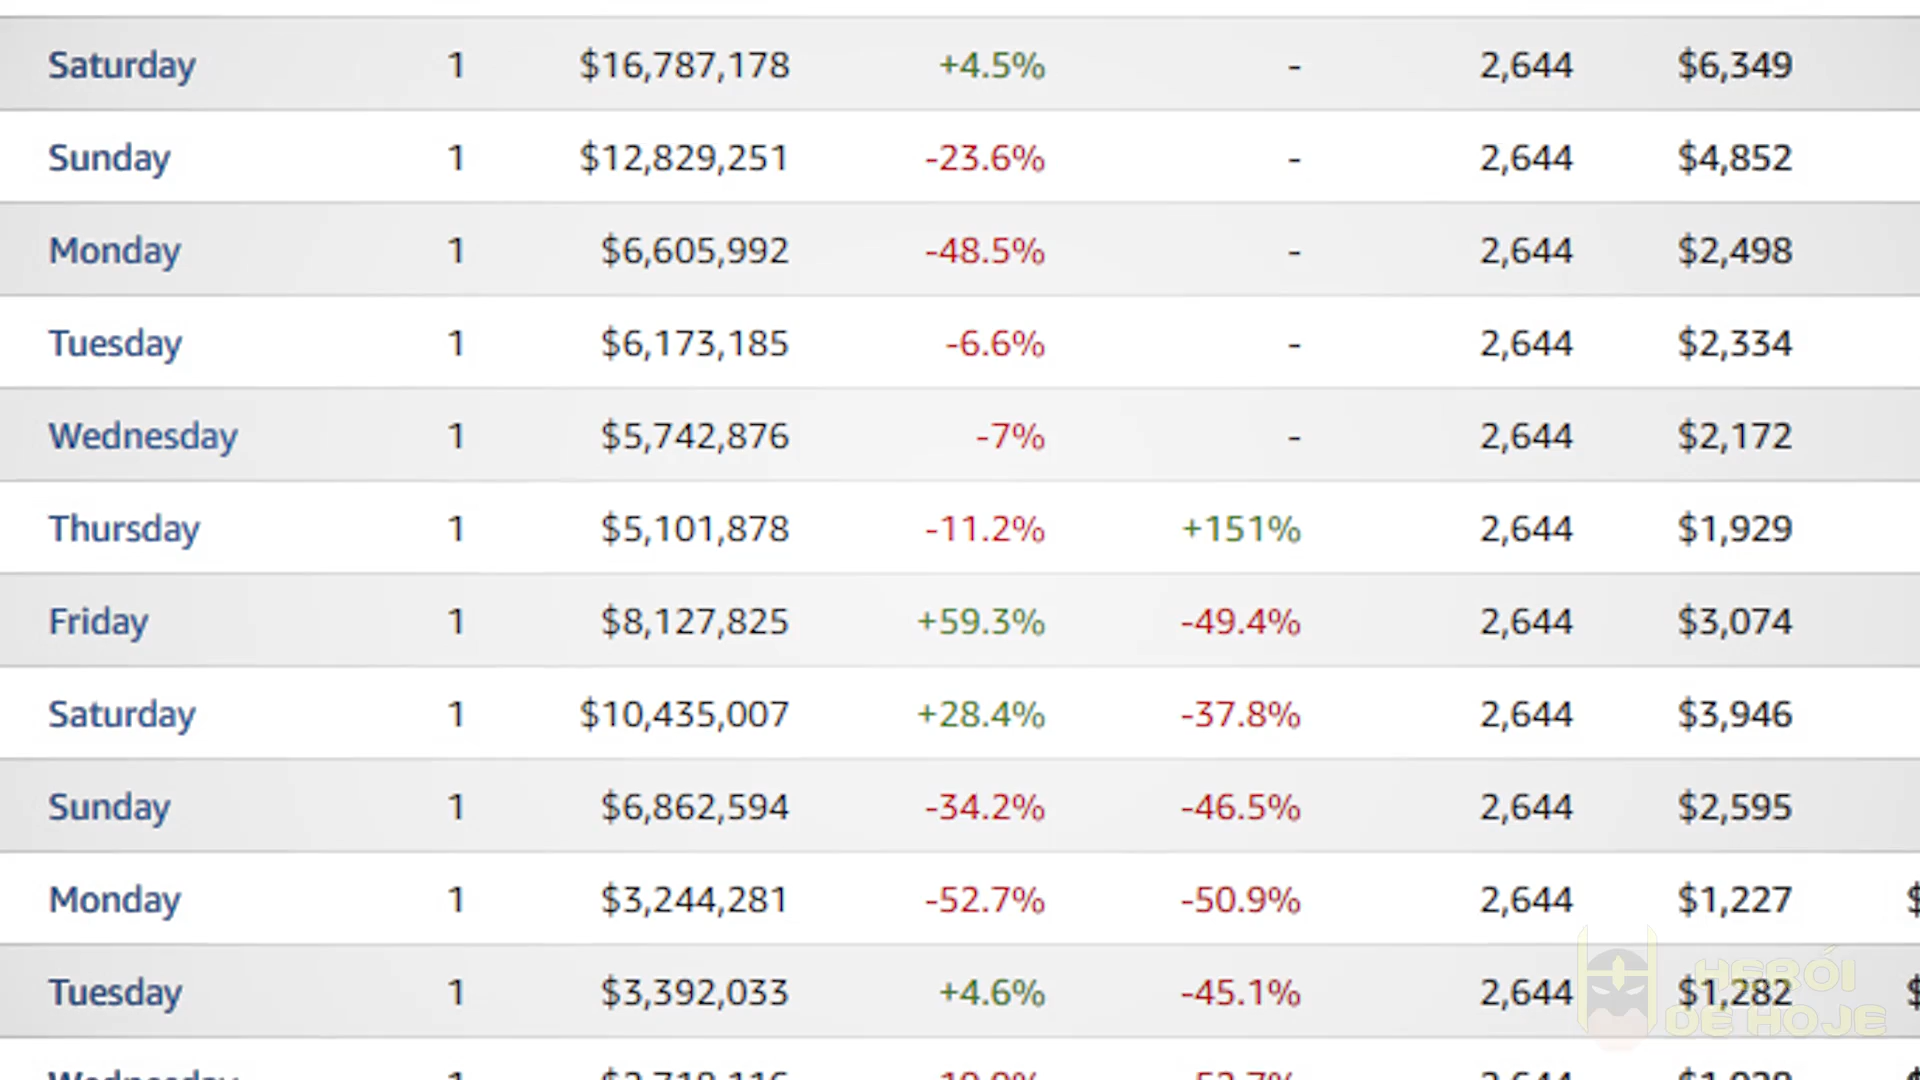 Saturday 1 $16,787,178 +4.5% - 2,644 $6,349
Sunday 1 $12,829,251 -23.6% - 2,644 $4,852
Monday 1 $6,605,992 -48.5% - 2,644 $2,498
Tuesday 1 $6,173,185 -6.6% - 2,644 $2,334
Wednesday 1 $5,742,876 -7% - 2,644 $2,172
Thursday 1 $5,101,878 -11.2% +151% 2,644 $1,929
Friday 1 $8,127,825 +59.3% -49.4% 2,644 $3,074
Saturday 1 $10,435,007 +28.4% -37.8% 2,644 $3,946
Sunday 1 $6,862,594 -34.2% -46.5% 2,644 $2,595
Monday 1 $3,244,281 -52.7% -50.9% 2,644 $1,227 $
Tuesday 1 $3,392,033 +4.6% -45.1% 2,644 $1,282 $
HERÓI
DE HOJE